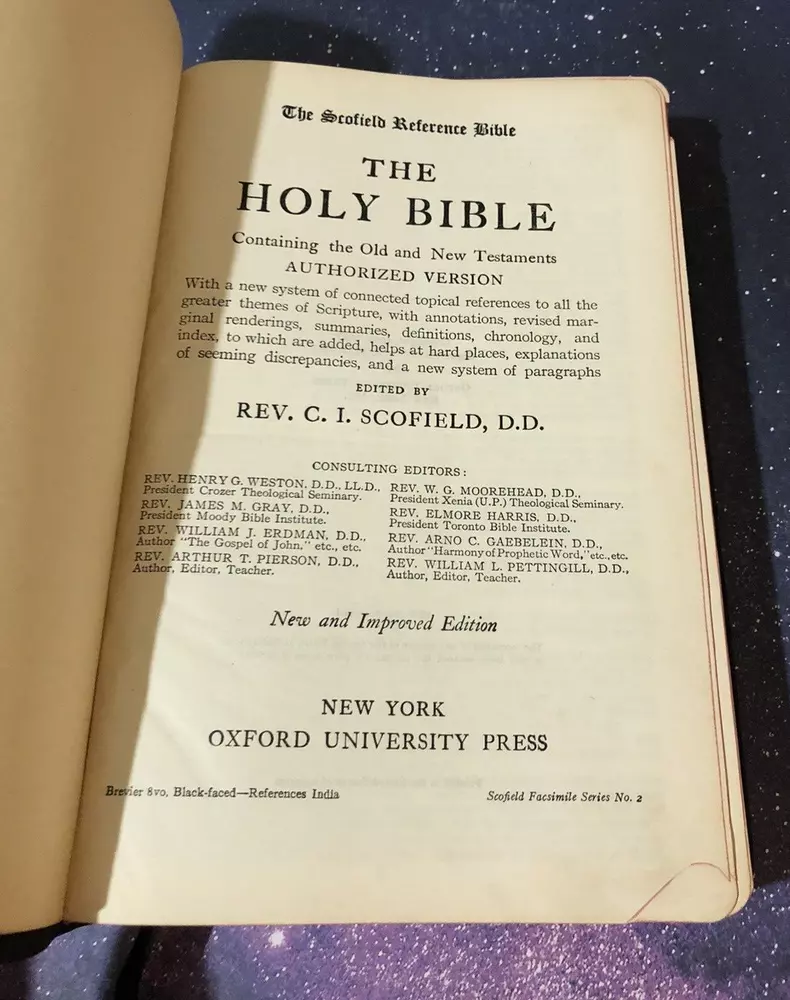 The Scofield Reference Bible
THE
HOLY BIBLE
Containing the Old and New Testaments
AUTHORIZED VERSION
With a new system of connected topical references to all the
greater themes of Scripture, with annotations, revised mar-
ginal renderings, summaries, definitions, chronology, and
index, to which are added, helps at hard places, explanations
of seeming discrepancies, and a new system of paragraphs
EDITED BY
REV. C. I. SCOFIELD, D.D.
CONSULTING EDITORS:
REV. HENRY G. WESTON, D.D., LL.D.,
President Crozer Theological Seminary.
REV. JAMES M. GRAY, D.D.,
President Moody Bible Institute.
REV. WILLIAM J. ERDMAN, D.D.,
Author "The Gospel of John," etc., etc.
REV. ARTHUR T. PIERSON, D.D.,
Author, Editor, Teacher.
REV. W. G. MOOREHEAD, D.D.,
President Xenia (U.P.) Theological Seminary.
REV. ELMORE HARRIS, D.D.,
President Toronto Bible Institute.
REV. ARNO C. GAEBELEIN, D.D.,
Author "Harmony of Prophetic Word," etc., etc.
REV. WILLIAM L. PETTINGILL, D.D.,
Author, Editor, Teacher.
New and Improved Edition
NEW YORK
OXFORD UNIVERSITY PRESS
Brevier 8vo, Black-faced—References India
Scofield Facsimile Series No. 2